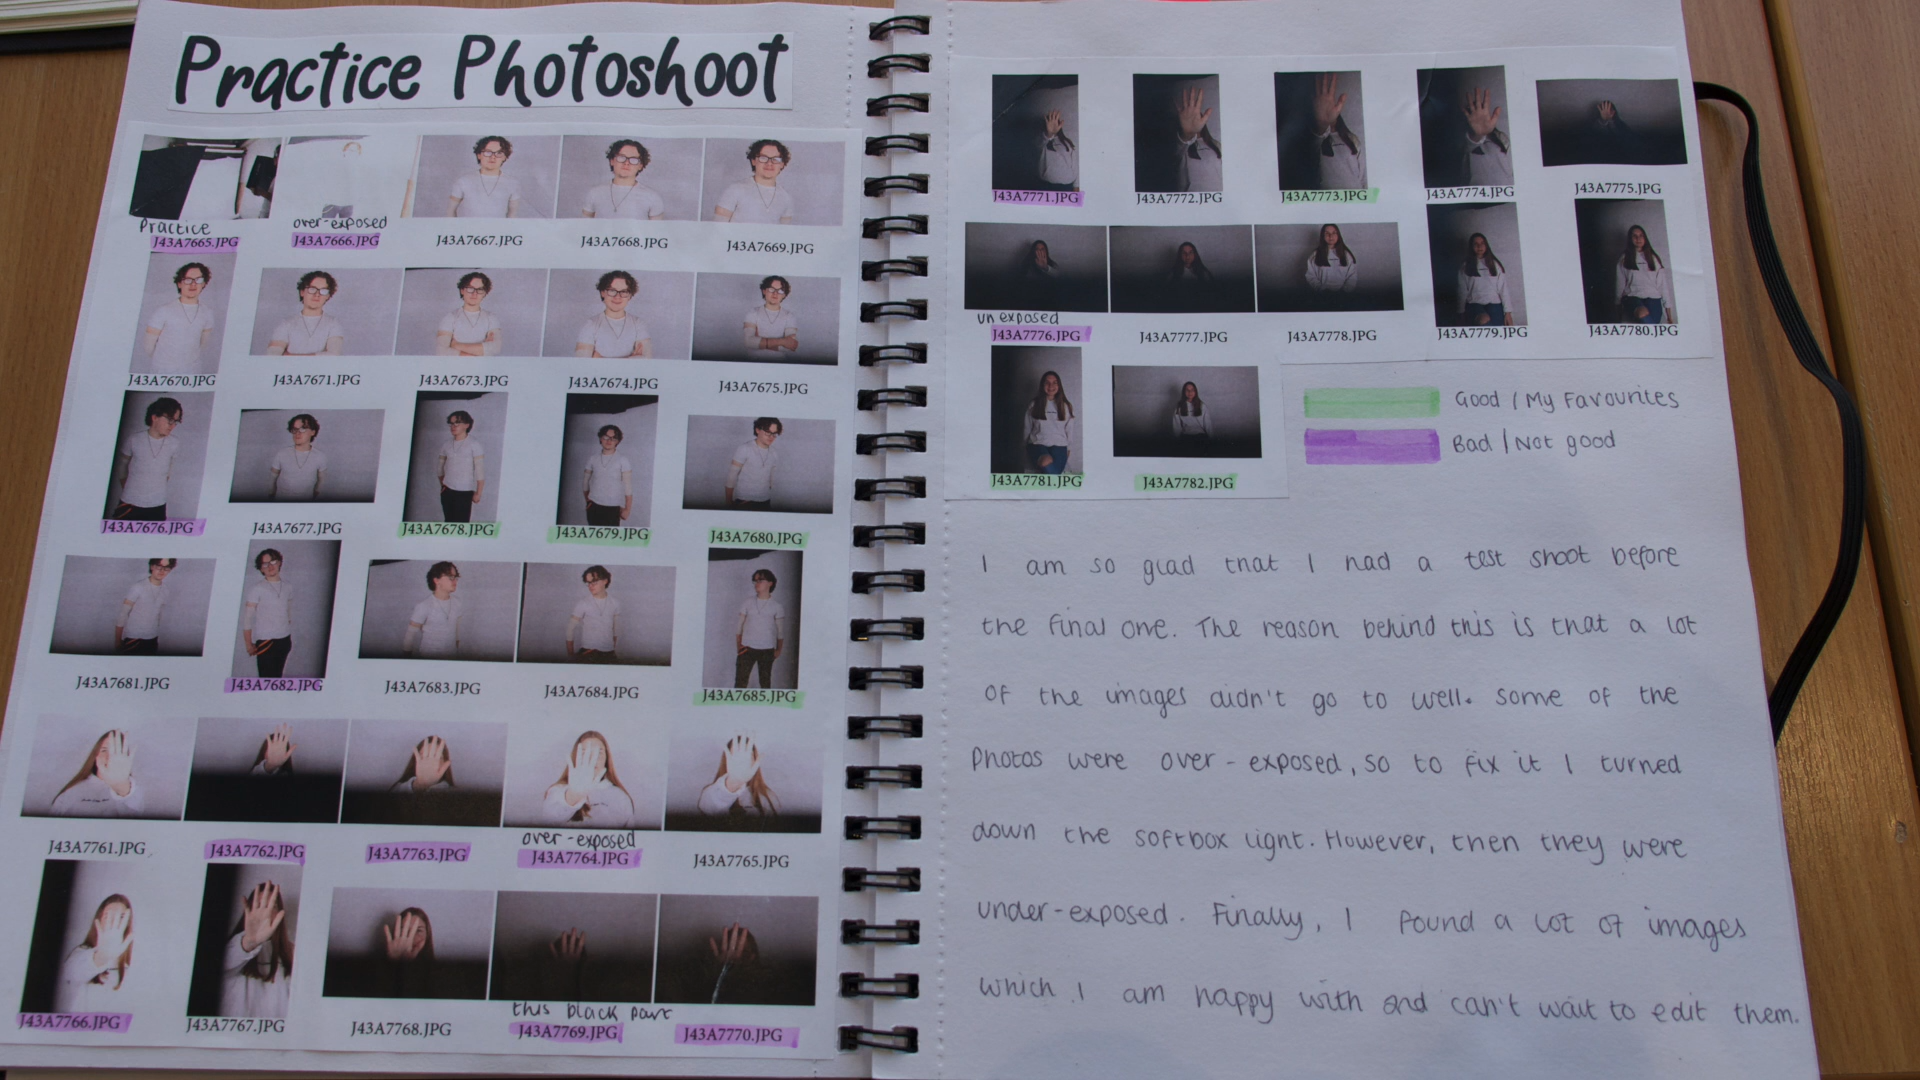 Practice Photoshoot
Practice
over-exposed
J43A7665.JPG J43A7666.JPG J43A7667.JPG J43A7668.JPG J43A7669.JPG
J43A7670.JPG J43A7671.JPG J43A7673.JPG J43A7674.JPG J43A7675.JPG
J43A7676.JPG J43A7677.JPG J43A7678.JPG J43A7679.JPG J43A7680.JPG
J43A7681.JPG J43A7682.JPG J43A7683.JPG J43A7684.JPG J43A7685.JPG
over-exposed
J43A7761.JPG J43A7762.JPG J43A7763.JPG J43A7764.JPG J43A7765.JPG
this black part
J43A7766.JPG J43A7767.JPG J43A7768.JPG J43A7769.JPG J43A7770.JPG
J43A7771.JPG J43A7772.JPG J43A7773.JPG J43A7774.JPG J43A7775.JPG
unexposed
J43A7776.JPG J43A7777.JPG J43A7778.JPG J43A7779.JPG J43A7780.JPG
J43A7781.JPG J43A7782.JPG
Good / My Favourites
Bad / Not good
I am so glad that I had a test shoot before
the final one. The reason behind this is that a lot
of the images didn't go to well. Some of the
Photos were over-exposed, so to fix it I turned
down the softbox light. However, then they were
under-exposed. Finally, I found a lot of images
which I am happy with and can't wait to edit them.